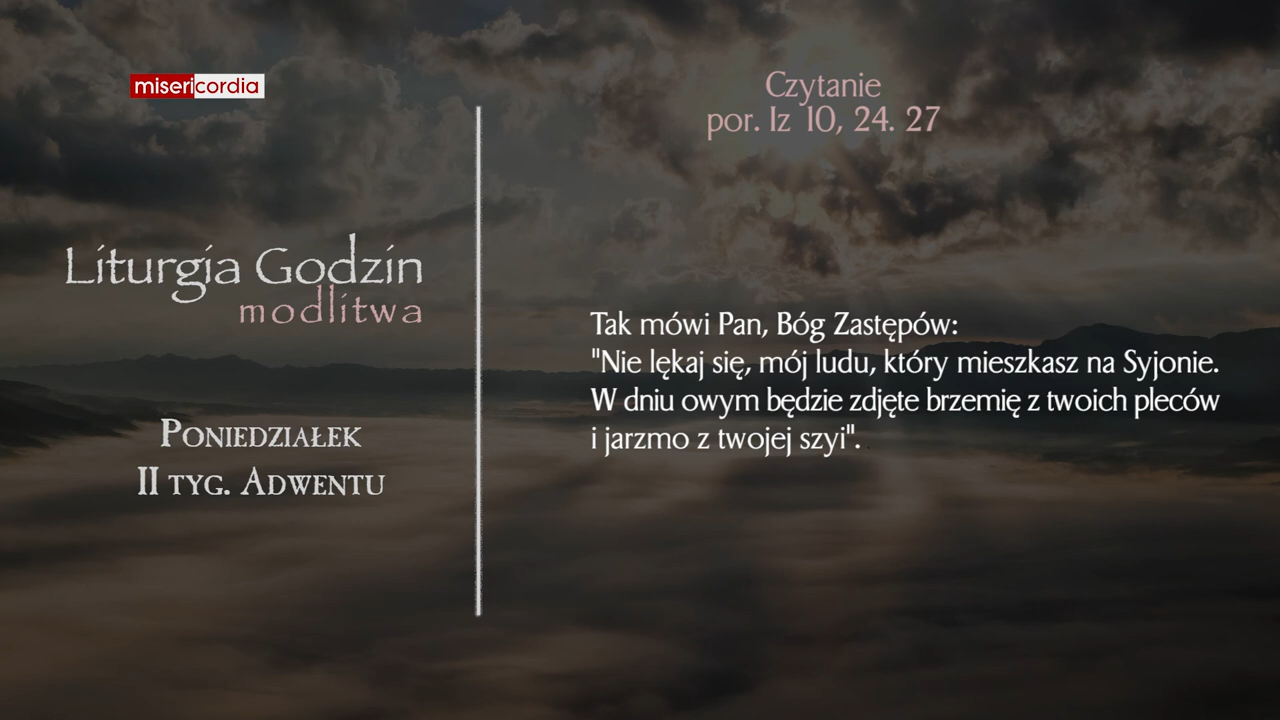 misericordia
Liturgia Godzin
modlitwa
Poniedziałek
II tyg. Adwentu
Czytanie
por. Iz 10, 24. 27
Tak mówi Pan, Bóg Zastępów:
"Nie lękaj się, mój ludu, który mieszkasz na Syjonie.
W dniu owym będzie zdjęte brzemię z twoich pleców
i jarzmo z twojej szyi".